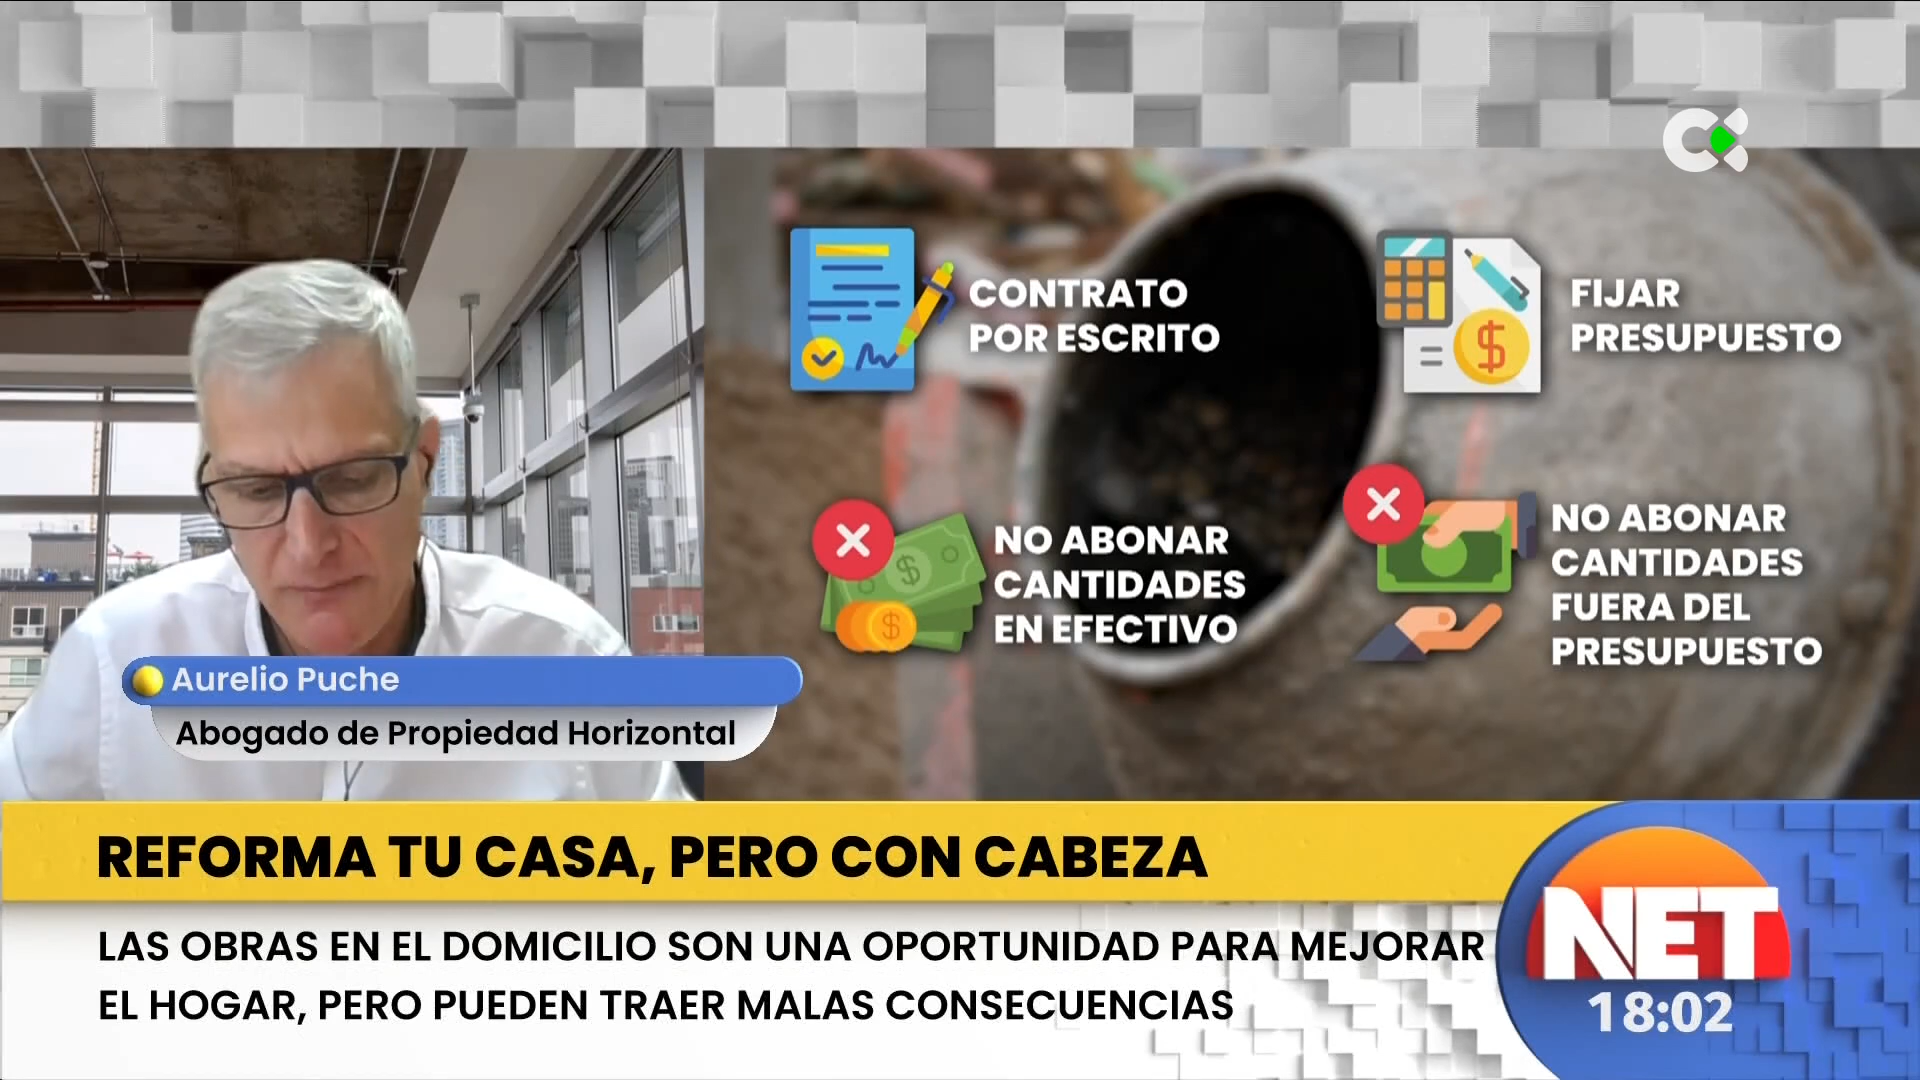 CONTRATO
POR ESCRITO
FIJAR
PRESUPUESTO
NO ABONAR
CANTIDADES
EN EFECTIVO
NO ABONAR
CANTIDADES
FUERA DEL
PRESUPUESTO
Aurelio Puche
Abogado de Propiedad Horizontal
REFORMA TU CASA, PERO CON CABEZA
LAS OBRAS EN EL DOMICILIO SON UNA OPORTUNIDAD PARA MEJORAR
EL HOGAR, PERO PUEDEN TRAER MALAS CONSECUENCIAS
NET
18:02